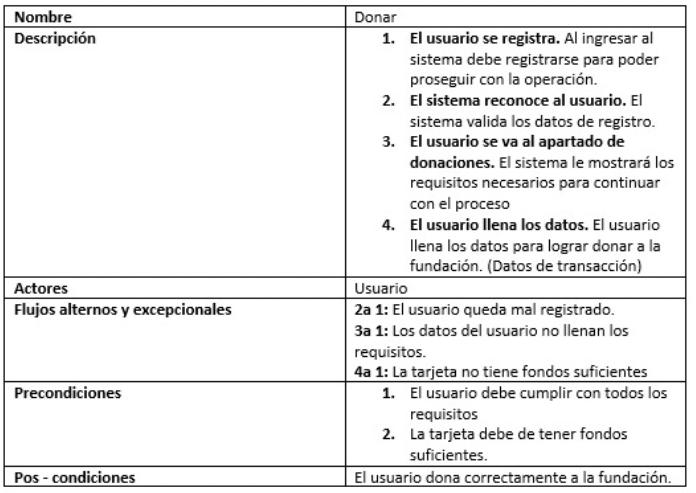 Nombre Donar
Descripción 1. El usuario se registra. Al ingresar al
sistema debe registrarse para poder
proseguir con la operación.
2. El sistema reconoce al usuario. El
sistema valida los datos de registro.
3. El usuario se va al apartado de
donaciones. El sistema le mostrará los
requisitos necesarios para continuar
con el proceso
4. El usuario llena los datos. El usuario
llena los datos para lograr donar a la
fundación. (Datos de transacción)
Actores Usuario
Flujos alternos y excepcionales 2a 1: El usuario queda mal registrado.
3a 1: Los datos del usuario no llenan los
requisitos.
4a 1: La tarjeta no tiene fondos suficientes
Precondiciones 1. El usuario debe cumplir con todos los
requisitos
2. La tarjeta debe de tener fondos
suficientes.
Pos - condiciones El usuario dona correctamente a la fundación.